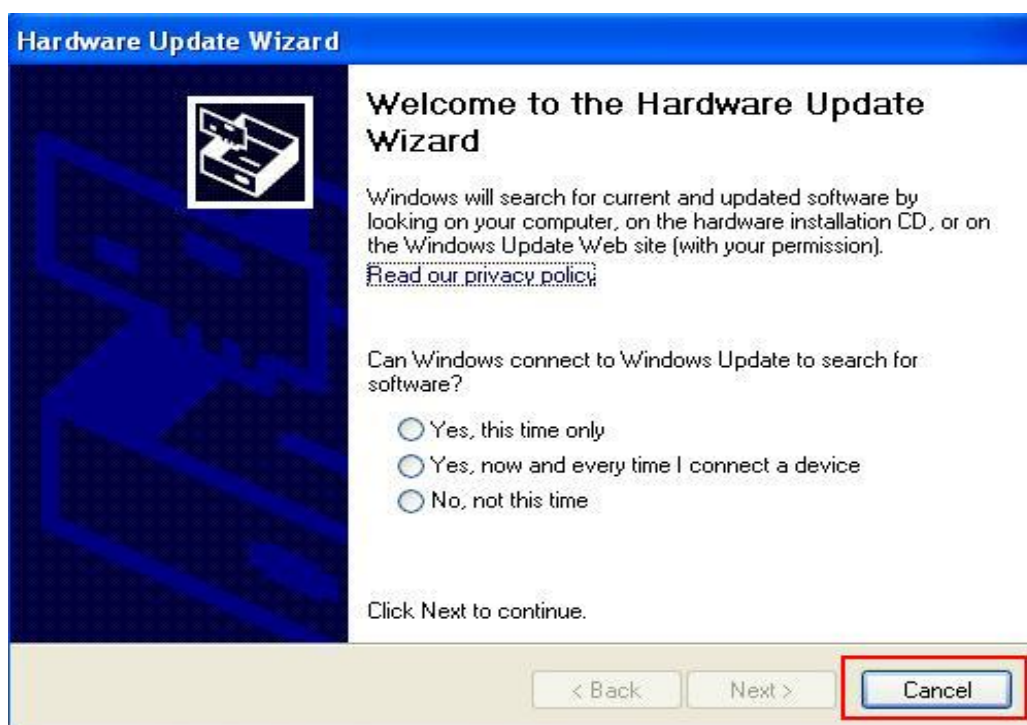 Hardware Update Wizard
Welcome to the Hardware Update
Wizard
Windows will search for current and updated software by
looking on your computer, on the hardware installation CD, or on
the Windows Update Web site (with your permission).
Read our privacy policy
Can Windows connect to Windows Update to search for
software?
Yes, this time only
Yes, now and every time I connect a device
No, not this time
Click Next to continue.
< Back
Next >
Cancel